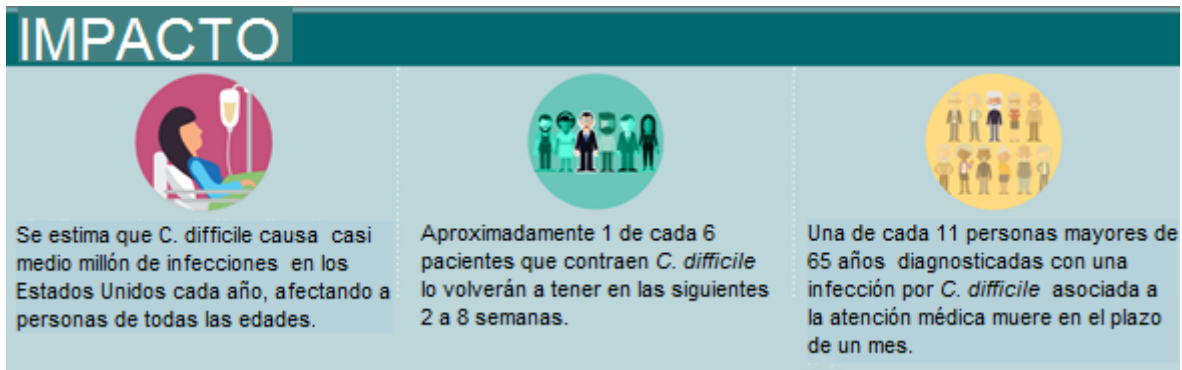 IMPACTO
Se estima que C. difficile causa casi
medio millón de infecciones en los
Estados Unidos cada año, afectando a
personas de todas las edades.
Aproximadamente 1 de cada 6
pacientes que contraen C. difficile
lo volverán a tener en las siguientes
2 a 8 semanas.
Una de cada 11 personas mayores de
65 años diagnosticadas con una
infección por C. difficile asociada a
la atención médica muere en el plazo
de un mes.